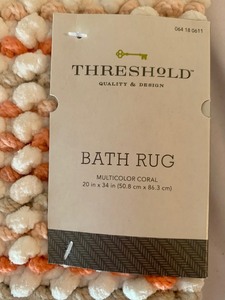 064 18 0611
THRESHOLD
QUALITY & DESIGN
BATH RUG
MULTICOLOR CORAL
20 in x 34 in (50.8 cm x 86.3 cm)